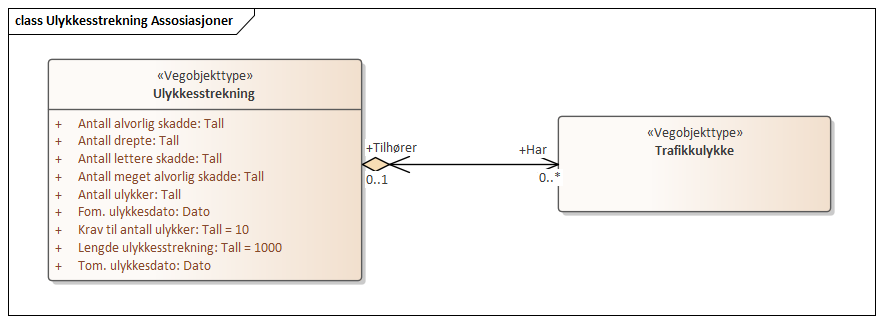 class Ulykkesstrekning Assosiasjoner
«Vegobjekttype»
Ulykkesstrekning
+ Antall alvorlig skadde: Tall
+ Antall drepte: Tall
+ Antall lettere skadde: Tall
+ Antall meget alvorlig skadde: Tall
+ Antall ulykker: Tall
+ Fom. ulykkesdato: Dato
+ Krav til antall ulykker: Tall = 10
+ Lengde ulykkesstrekning: Tall = 1000
+ Tom. ulykkesdato: Dato
+Tilhører
0..1
+Har
0..*
«Vegobjekttype»
Trafikkulykke